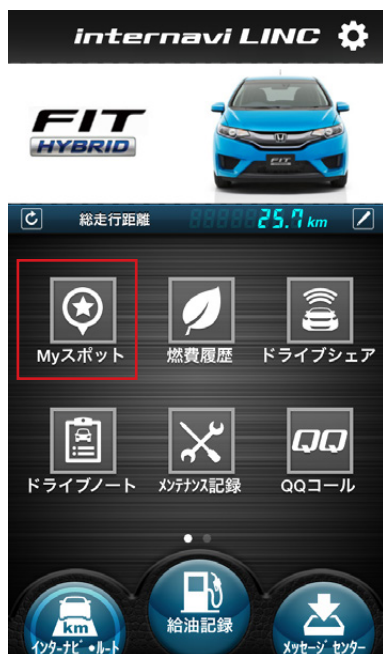 internavi LINC
FIT
HYBRID
FIT
総走行距離 25.7 km
Myスポット 燃費履歴 ドライブシェア
ドライブノート メンテナンス記録 QQコール
QQ
km
インターナビ・ルート 給油記録 メッセージ センター